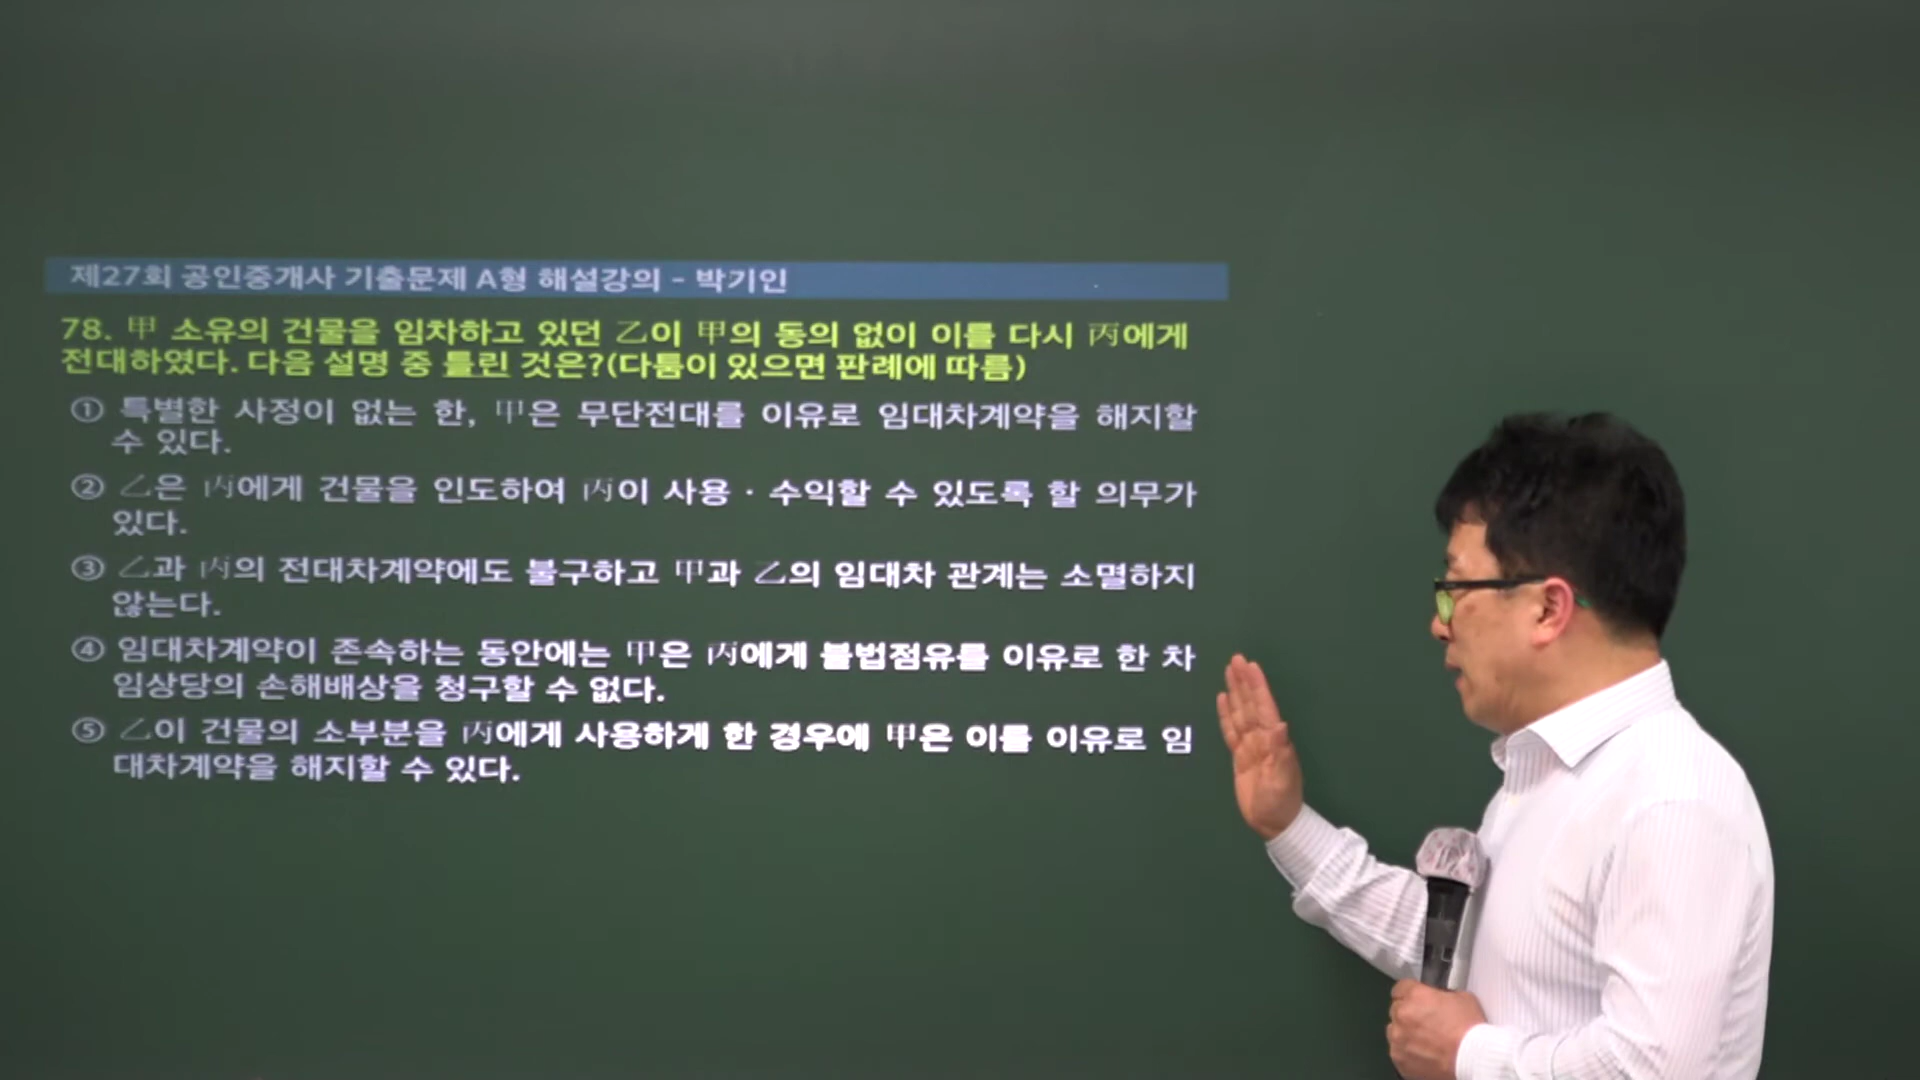 제27회 공인중개사 기출문제 A형 해설강의 - 박기인
78. 甲 소유의 건물을 임차하고 있던 乙이 甲의 동의 없이 이를 다시 丙에게
전대하였다. 다음 설명 중 틀린 것은?(다툼이 있으면 판례에 따름)
① 특별한 사정이 없는 한, 甲은 무단전대를 이유로 임대차계약을 해지할
수 있다.
② 乙은 丙에게 건물을 인도하여 丙이 사용 · 수익할 수 있도록 할 의무가
있다.
③ 乙과 丙의 전대차계약에도 불구하고 甲과 乙의 임대차 관계는 소멸하지
않는다.
④ 임대차계약이 존속하는 동안에는 甲은 丙에게 불법점유를 이유로 한 차
임상당의 손해배상을 청구할 수 없다.
⑤ 乙이 건물의 소부분을 丙에게 사용하게 한 경우에 甲은 이를 이유로 임
대차계약을 해지할 수 있다.